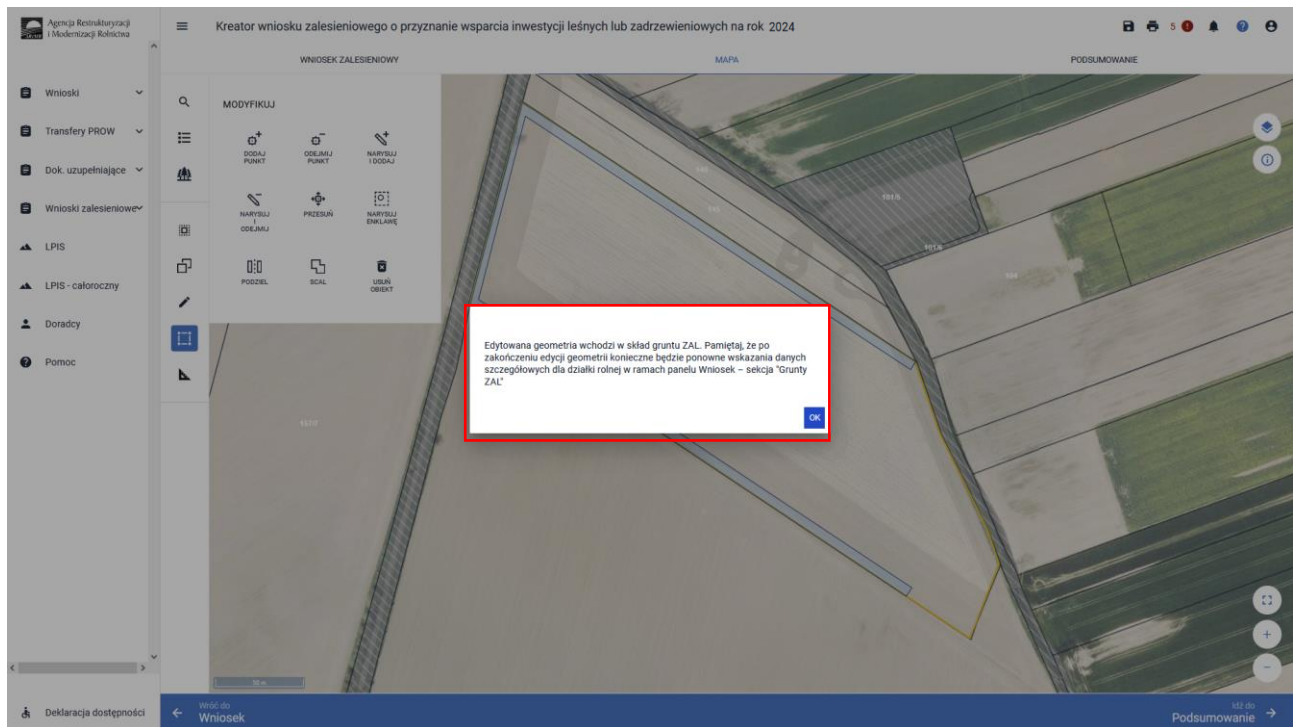 Agencja Restrukturyzacji
i Modernizacji Rolnictwa
Kreator wniosku zalesieniowego o przyznanie wsparcia inwestycji leśnych lub zadrzewieniowych na rok 2024
5
WNIOSEK ZALESIENIOWY
MAPA
PODSUMOWANIE
Wnioski
Transfery PROW
Dok. uzupełniające
Wnioski zalesieniowe
LPIS
LPIS - całoroczny
Doradcy
Pomoc
MODYFIKUJ
DODAJ
PUNKT
ODEJMIJ
PUNKT
NARYSUJ
I DODAJ
NARYSUJ
I
ODEJMIJ
PRZESUŃ
NARYSUJ
ENKLAWĘ
PODZIEL
SCAL
USUŃ
OBIEKT
Edytowana geometria wchodzi w skład gruntu ZAL. Pamiętaj, że po
zakończeniu edycji geometrii konieczne będzie ponowne wskazania danych
szczegółowych dla działki rolnej w ramach panelu Wniosek – sekcja "Grunty
ZAL"
OK
Deklaracja dostępności
Wróć do
Wniosek
Idź do
Podsumowanie